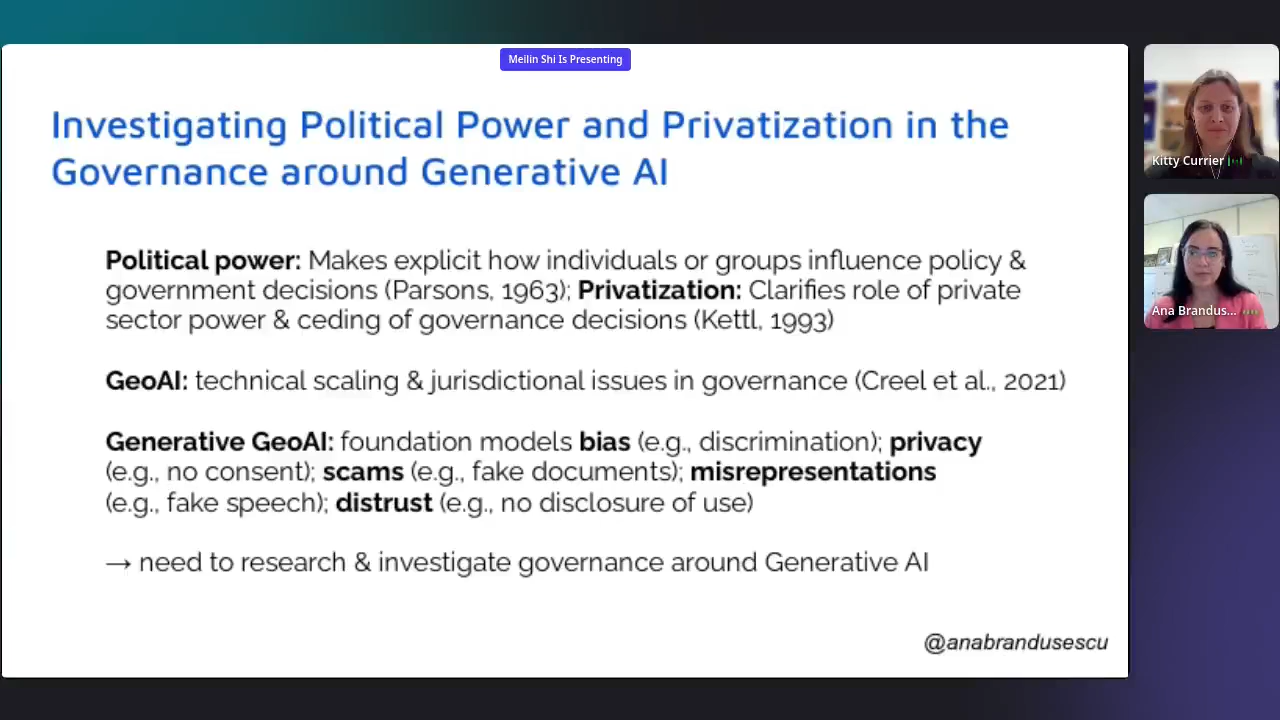 Meilin Shi Is Presenting
Investigating Political Power and Privatization in the
Governance around Generative AI
Political power: Makes explicit how individuals or groups influence policy &
government decisions (Parsons, 1963); Privatization: Clarifies role of private
sector power & ceding of governance decisions (Kettl, 1993)
GeoAI: technical scaling & jurisdictional issues in governance (Creel et al., 2021)
Generative GeoAI: foundation models bias (e.g., discrimination); privacy
(e.g., no consent); scams (e.g., fake documents); misrepresentations
(e.g., fake speech); distrust (e.g., no disclosure of use)
→ need to research & investigate governance around Generative AI
@anabrandusescu
Kitty Currier
Ana Brandus...